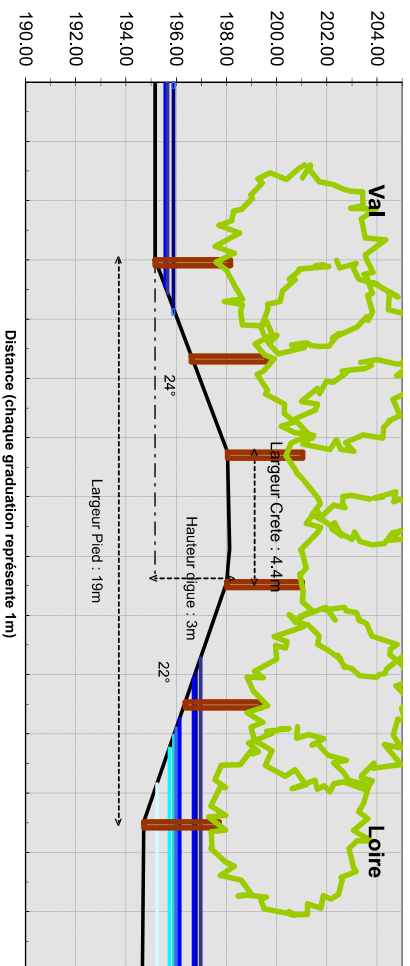 190.00
192.00
194.00
196.00
198.00
200.00
202.00
204.00
Val
Loire
Largeur Crete : 4.4m
Hauteur digue : 3m
24°
22°
Largeur Pied : 19m
Distance (chaque graduation représente 1m)